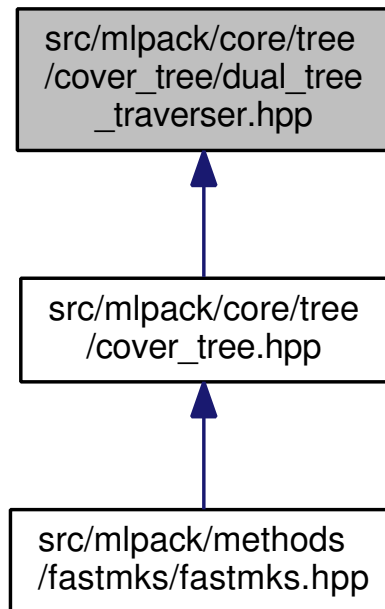 src/mlpack/core/tree
/cover_tree/dual_tree
_traverser.hpp
src/mlpack/core/tree
/cover_tree.hpp
src/mlpack/methods
/fastmks/fastmks.hpp